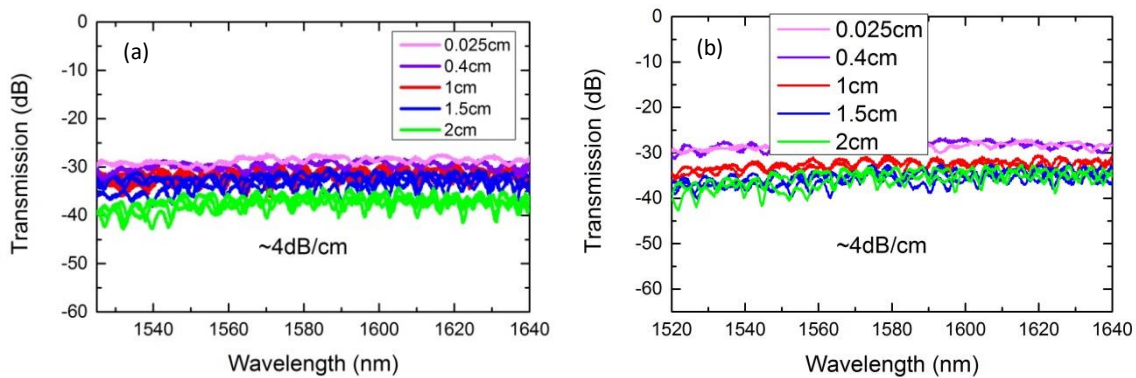 (a)
0.025cm
0.4cm
1cm
1.5cm
2cm
~4dB/cm
0
-10
-20
-30
-40
-50
-60
Transmission (dB)
1540
1560
1580
1600
1620
1640
Wavelength (nm)
(b)
0.025cm
0.4cm
1cm
1.5cm
2cm
~4dB/cm
0
-10
-20
-30
-40
-50
-60
Transmission (dB)
1520
1540
1560
1580
1600
1620
1640
Wavelength (nm)